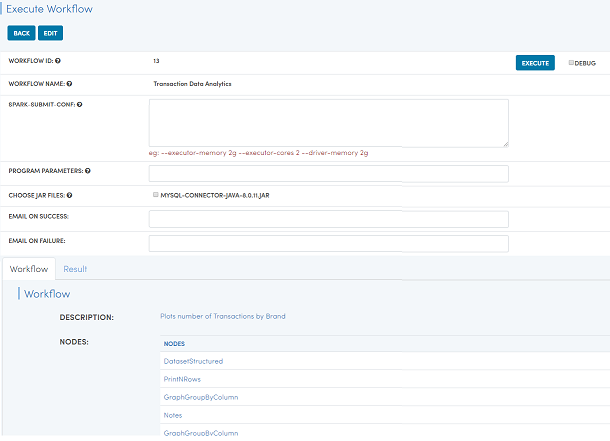 Execute Workflow
BACK EDIT
WORKFLOW ID: 13 EXECUTE DEBUG
WORKFLOW NAME: Transaction Data Analytics
SPARK-SUBMIT-CONF:
eg: --executor-memory 2g --executor-cores 2 --driver-memory 2g
PROGRAM PARAMETERS:
CHOOSE JAR FILES: MYSQL-CONNECTOR-JAVA-8.0.11.JAR
EMAIL ON SUCCESS:
EMAIL ON FAILURE:
Workflow Result
Workflow
DESCRIPTION: Plots number of Transactions by Brand
NODES: NODES
DatasetStructured
PrintNRows
GraphGroupByColumn
Notes
GraphGroupByColumn